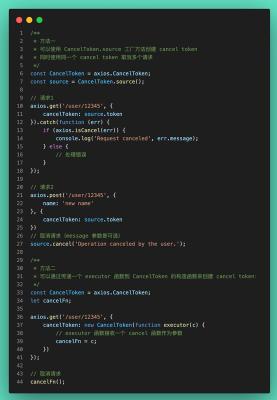 1 /**
2  * 方法一
3  * 可以使用 CancelToken.source 工厂方法创建 cancel token
4  * 同时使用同一个 cancel token 取消多个请求
5  */
6 const CancelToken = axios.CancelToken;
7 const source = CancelToken.source();
8
9 // 请求1
10 axios.get('/user/12345', {
11     cancelToken: source.token
12 }).catch(function (err) {
13     if (axios.isCancel(err)) {
14         console.log('Request canceled', err.message);
15     } else {
16         // 处理错误
17     }
18 });
19
20 // 请求2
21 axios.post('/user/12345', {
22     name: 'new name'
23 }, {
24     cancelToken: source.token
25 })
26 // 取消请求 (message 参数是可选)
27 source.cancel('Operation canceled by the user.');
28
29 /**
30  * 方法二
31  * 可以通过传递一个 executor 函数到 CancelToken 的构造函数来创建 cancel token:
32  */
33 const CancelToken = axios.CancelToken;
34 let cancelFn;
35
36 axios.get('/user/12345', {
37     cancelToken: new CancelToken(function executor(c) {
38         // executor 函数接收一个 cancel 函数作为参数
39         cancelFn = c;
40     })
41 });
42
43 // 取消请求
44 cancelFn();